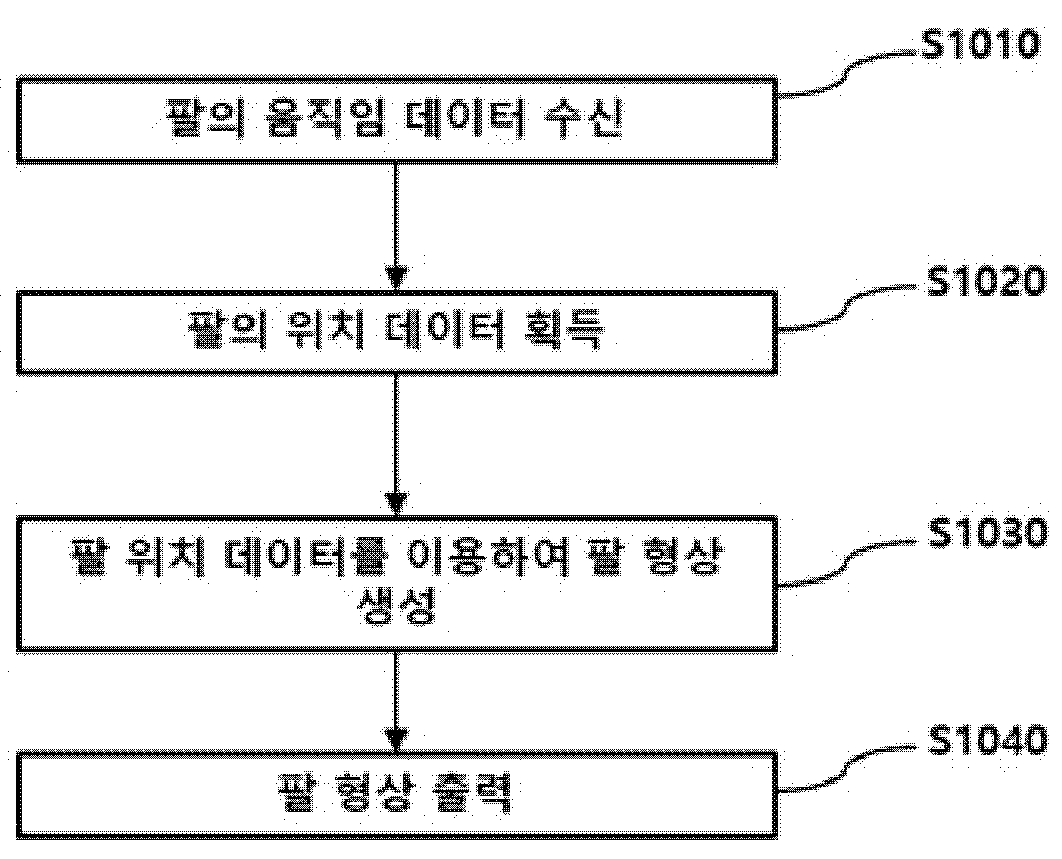 S1010
팔의 움직임 데이터 수신
S1020
팔의 위치 데이터 획득
S1030
팔 위치 데이터를 이용하여 팔 형상
생성
S1040
팔 형상 출력